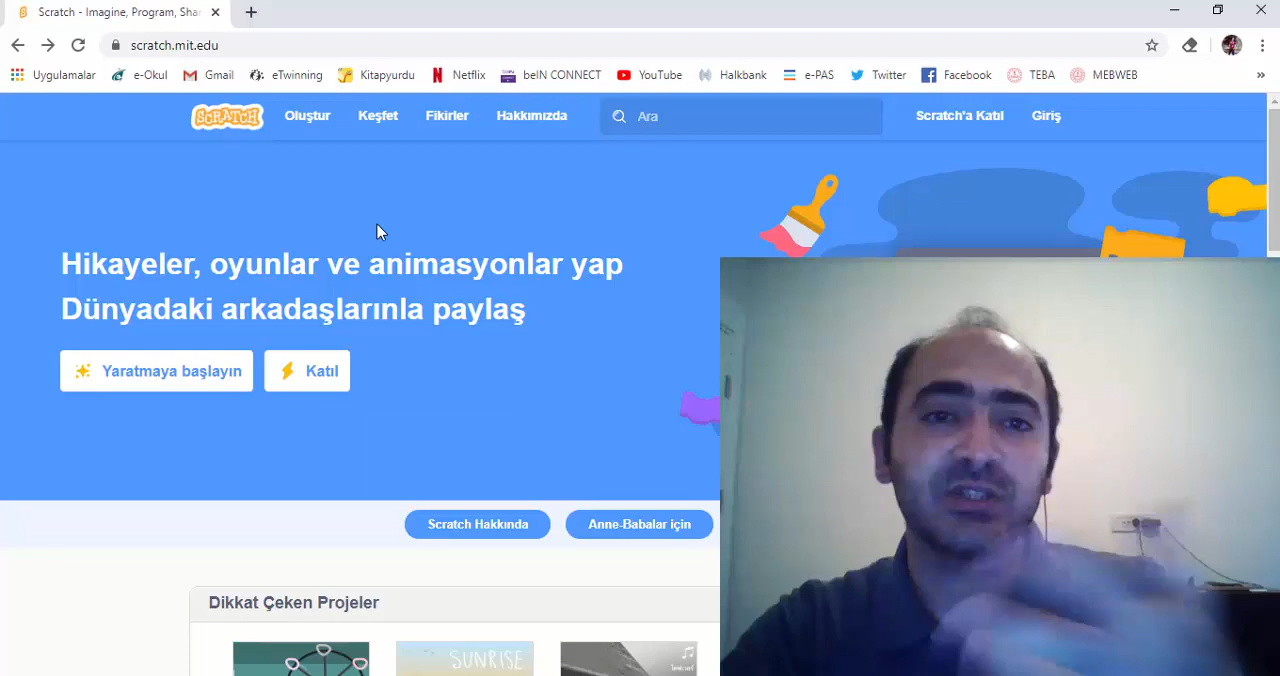 Scratch - Imagine, Program, Shar
scratch.mit.edu
Uygulamalar
e-Okul
Gmail
eTwinning
Kitapyurdu
Netflix
beIN CONNECT
YouTube
Halkbank
e-PAS
Twitter
Facebook
TEBA
MEBWEB
»
SCRATCH
Oluştur
Keşfet
Fikirler
Hakkımızda
Ara
Scratch'a Katıl
Giriş
Hikayeler, oyunlar ve animasyonlar yap
Dünyadaki arkadaşlarınla paylaş
Yaratmaya başlayın
Katıl
Scratch Hakkında
Anne-Babalar için
Dikkat Çeken Projeler
SUNRISE